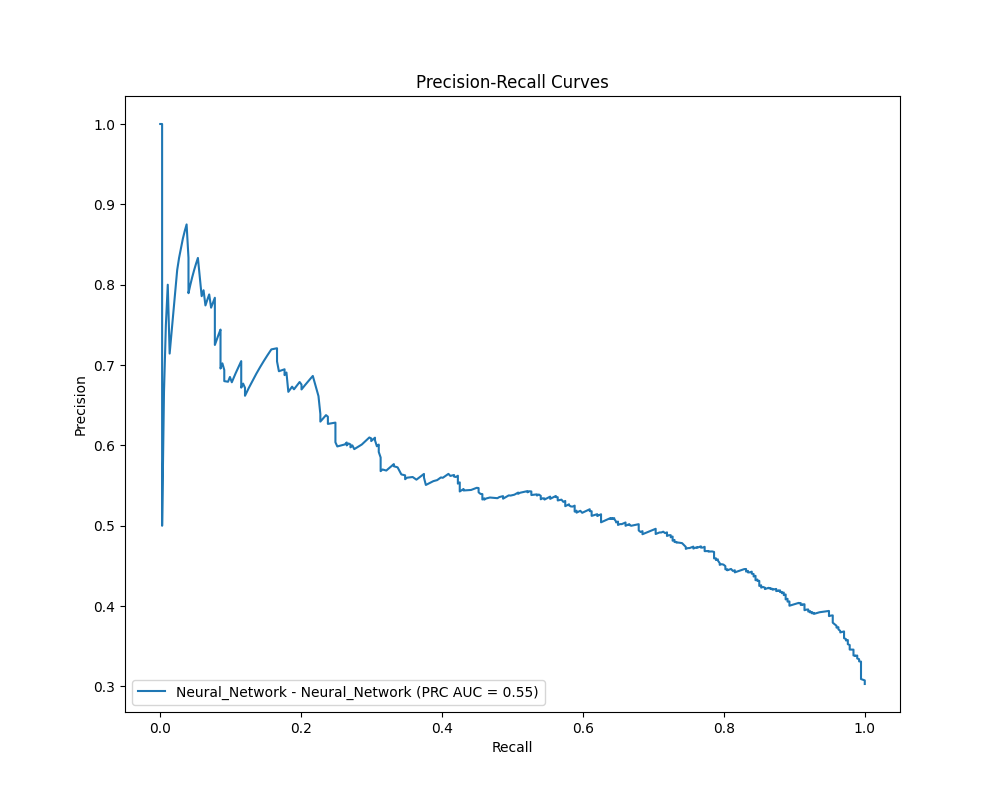 Precision-Recall Curves
1.0
0.9
0.8
0.7
0.6
0.5
0.4
0.3
Precision
Neural_Network - Neural_Network (PRC AUC = 0.55)
0.0 0.2 0.4 0.6 0.8 1.0
Recall